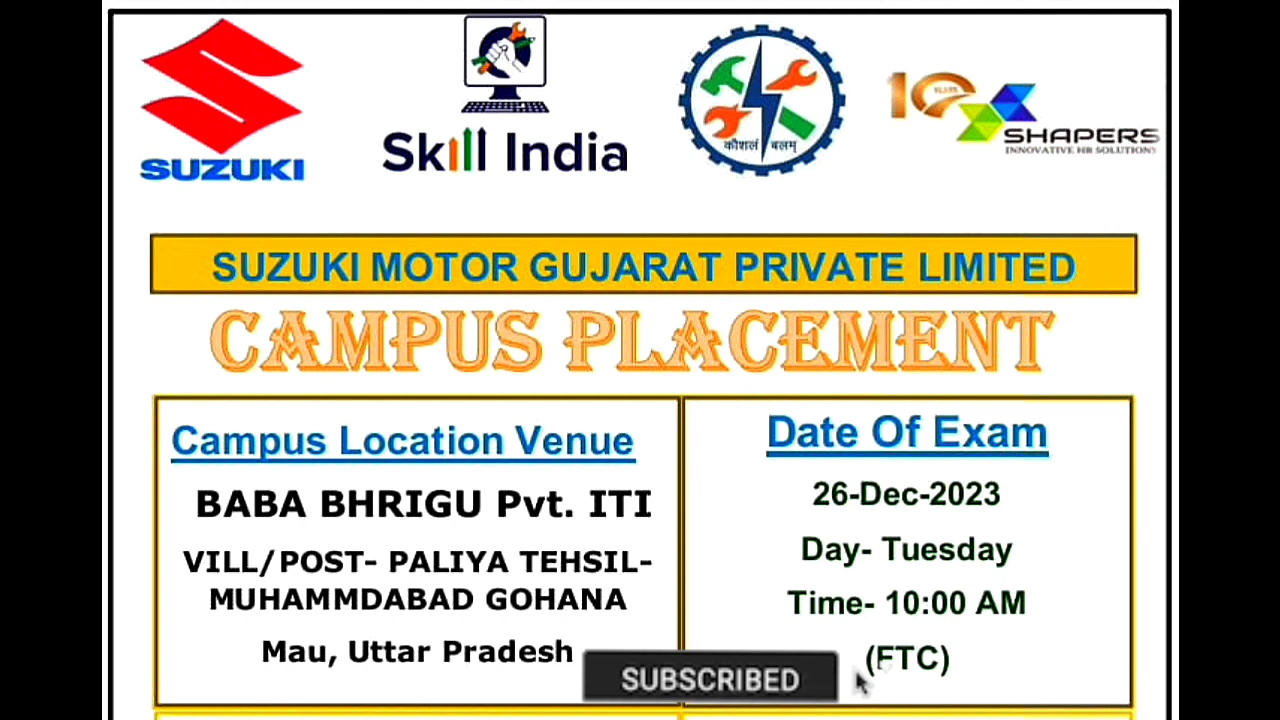 SUZUKI
Skill India
कौशलं बलम्
10 YEARS
SHAPERS
INNOVATIVE HR SOLUTIONS
SUZUKI MOTOR GUJARAT PRIVATE LIMITED
CAMPUS PLACEMENT
Campus Location Venue
BABA BHRIGU Pvt. ITI
VILL/POST- PALIYA TEHSIL-
MUHAMMDABAD GOHANA
Mau, Uttar Pradesh
Date Of Exam
26-Dec-2023
Day- Tuesday
Time- 10:00 AM
(FTC)
SUBSCRIBED